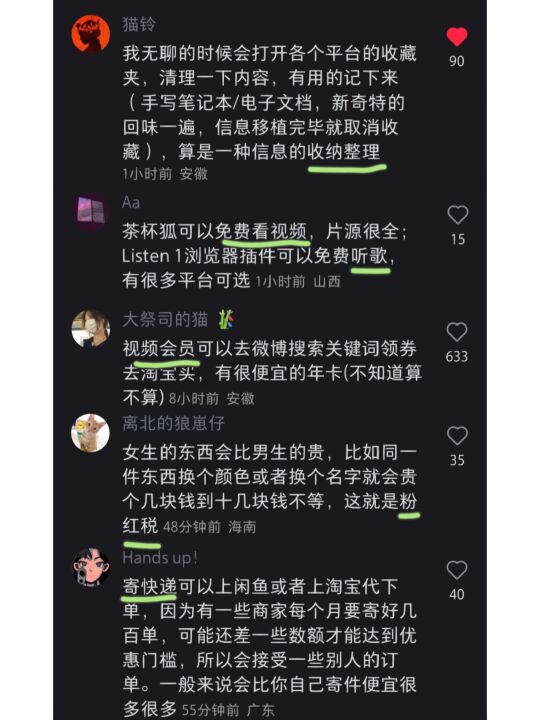 猫铃
我无聊的时候会打开各个平台的收藏
夹，清理一下内容，有用的记下来
（手写笔记本/电子文档，新奇特的
回味一遍，信息移植完毕就取消收
藏），算是一种信息的收纳整理
1小时前 安徽
90
Aa
茶杯狐可以免费看视频，片源很全；
Listen 1浏览器插件可以免费听歌，
有很多平台可选 1小时前 山西
15
大祭司的猫
视频会员可以去微博搜索关键词领券
去淘宝买，有很便宜的年卡(不知道算
不算) 8小时前 安徽
633
离北的狼崽仔
女生的东西会比男生的贵，比如同一
件东西换个颜色或者换个名字就会贵
个几块钱到十几块钱不等，这就是粉
红税 48分钟前 海南
35
Hands up!
寄快递可以上闲鱼或者上淘宝代下
单，因为有一些商家每个月要寄好几
百单，可能还差一些数额才能达到优
惠门槛，所以会接受一些别人的订
单。一般来说会比你自己寄件便宜很
多很多 55分钟前 广东
40